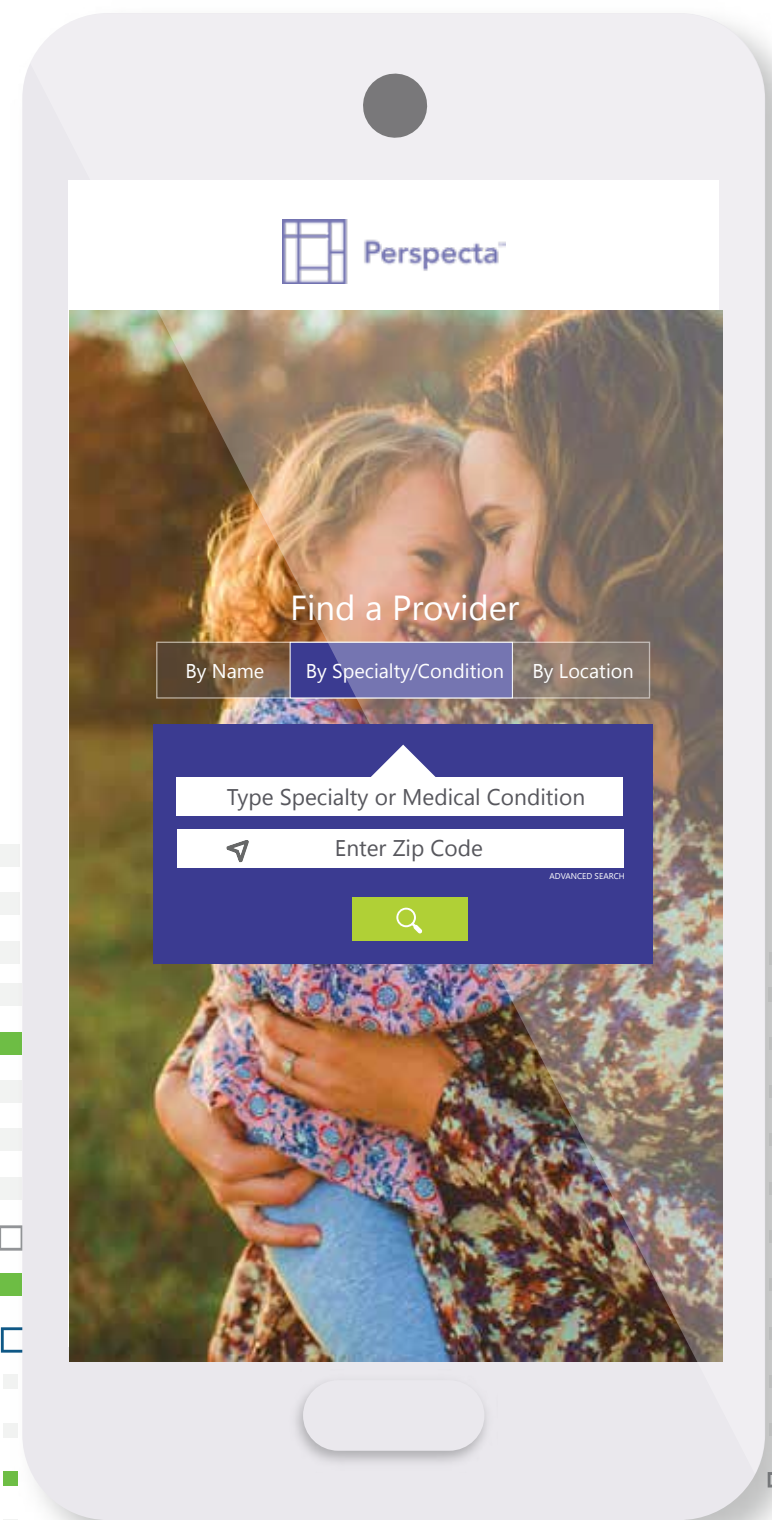 Perspecta℠
Find a Provider
By Name By Specialty/Condition By Location
Type Specialty or Medical Condition
Enter Zip Code
ADVANCED SEARCH